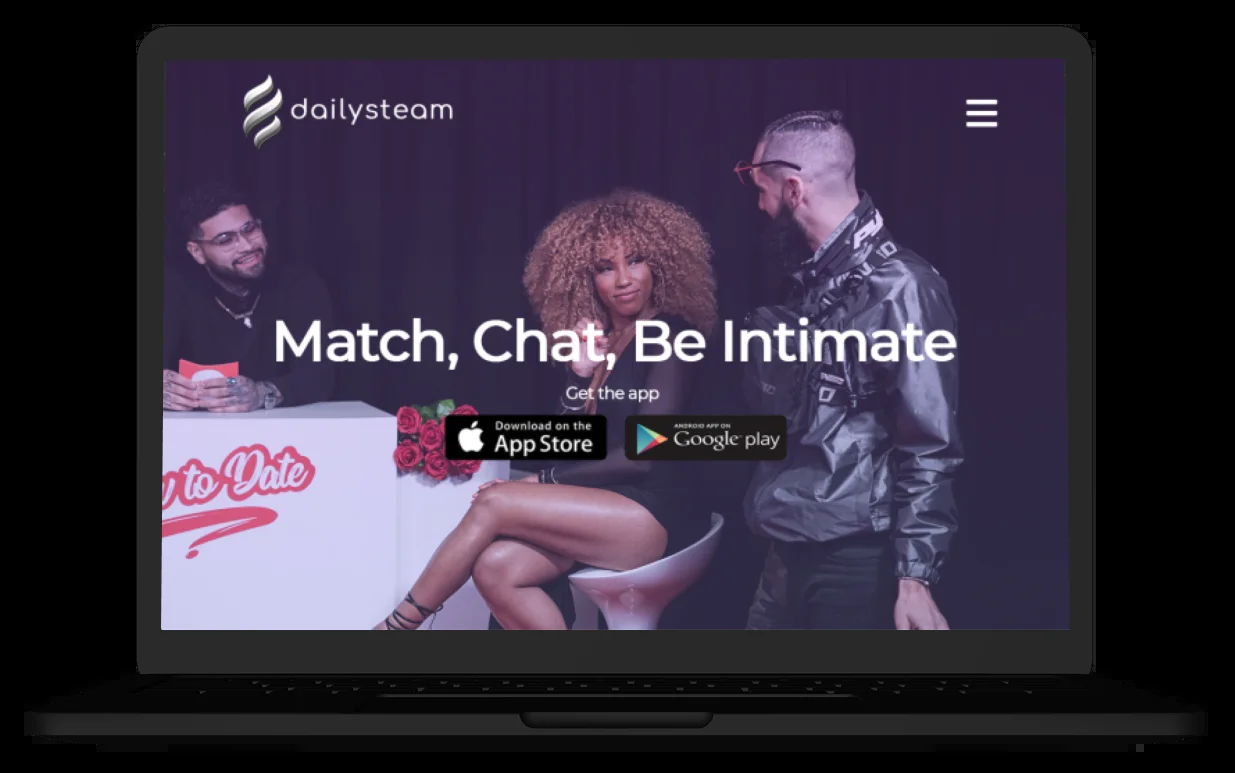 dailysteam
Match, Chat, Be Intimate
Get the app
Download on the
App Store
ANDROID APP ON
Google play
to Date